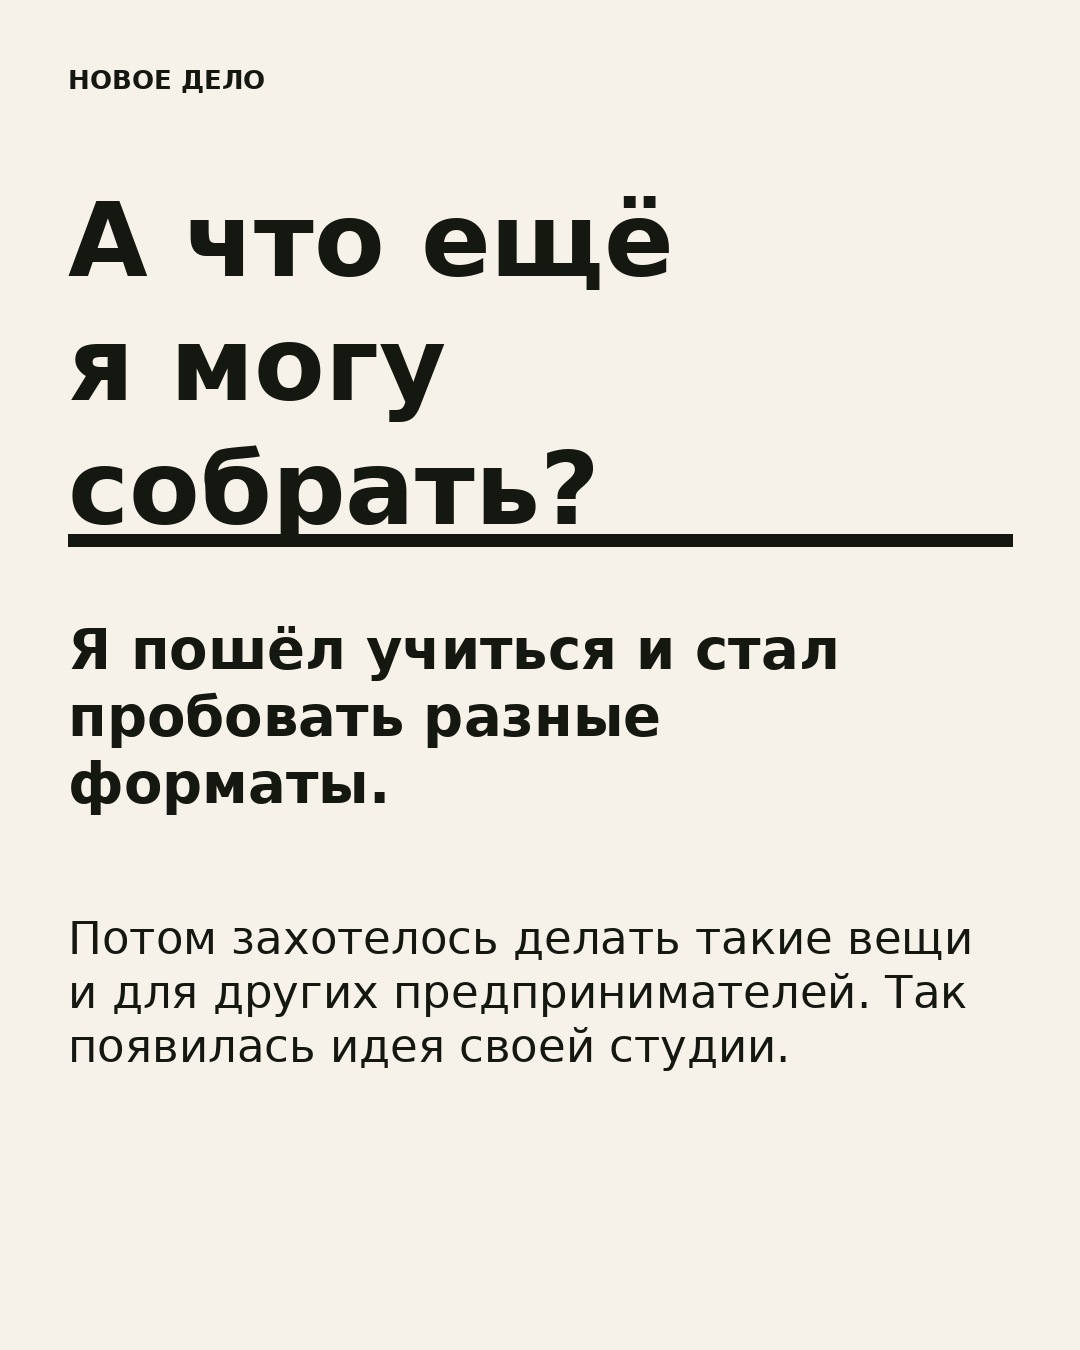 НОВОЕ ДЕЛО
А что ещё
я могу
собрать?
Я пошёл учиться и стал
пробовать разные
форматы.
Потом захотелось делать такие вещи
и для других предпринимателей. Так
появилась идея своей студии.